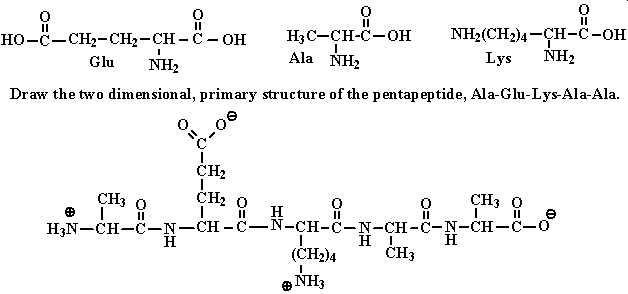 O O O NH2(CH2)4–CH–C–OH
HO–C–CH2–CH2–CH–C–OH H3C–CH–C–OH
Glu NH2 Ala NH2 Lys NH2
Draw the two dimensional, primary structure of the pentapeptide, Ala-Glu-Lys-Ala-Ala.
O O⊖
C
CH2
CH3 O CH2 O H O O CH3 O
⊕ H3N–CH–C–N–CH–C–N–CH–C–N–CH–C–N–CH–C–O ⊖
H (CH2)4 H CH3 H
⊕ NH3